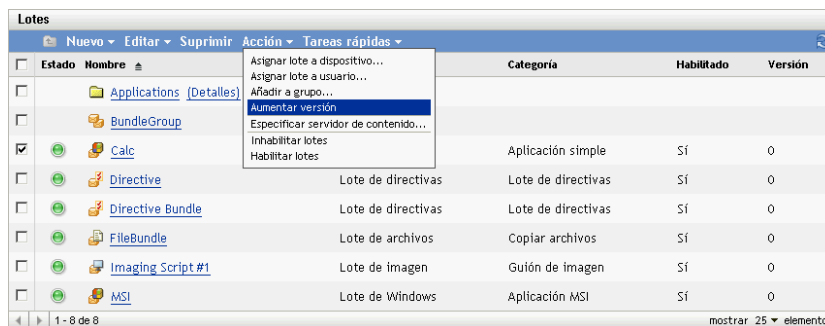 Lotes
Nuevo Editar Suprimir Acción Tareas rápidas
Estado Nombre Categoría Habilitado Versión
Asignar lote a dispositivo...
Asignar lote a usuario...
Añadir a grupo...
Aumentar versión
Especificar servidor de contenido...
Inhabilitar lotes
Habilitar lotes
Applications (Detalles)
BundleGroup
Calc Aplicación simple Sí 0
Directive Lote de directivas Lote de directivas Sí 0
Directive Bundle Lote de directivas Lote de directivas Sí 0
FileBundle Lote de archivos Copiar archivos Sí 0
Imaging Script #1 Lote de imagen Guión de imagen Sí 0
MSI Lote de Windows Aplicación MSI Sí 0
1 - 8 de 8 mostrar 25 elemento